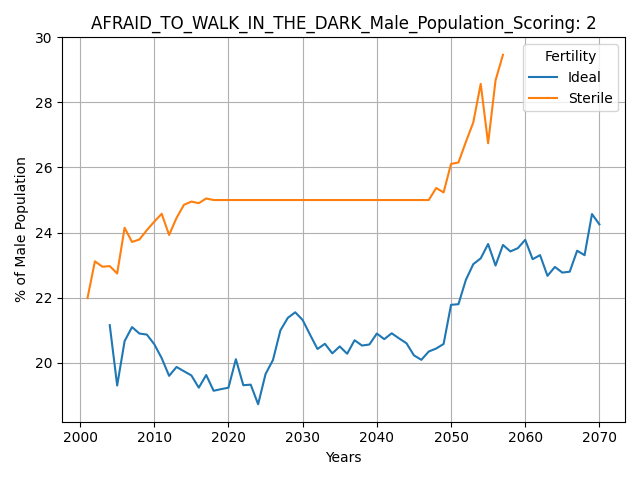 AFRAID_TO_WALK_IN_THE_DARK_Male_Population_Scoring: 2
30
28
26
24
22
20
% of Male Population
Fertility
Ideal
Sterile
2000 2010 2020 2030 2040 2050 2060 2070
Years